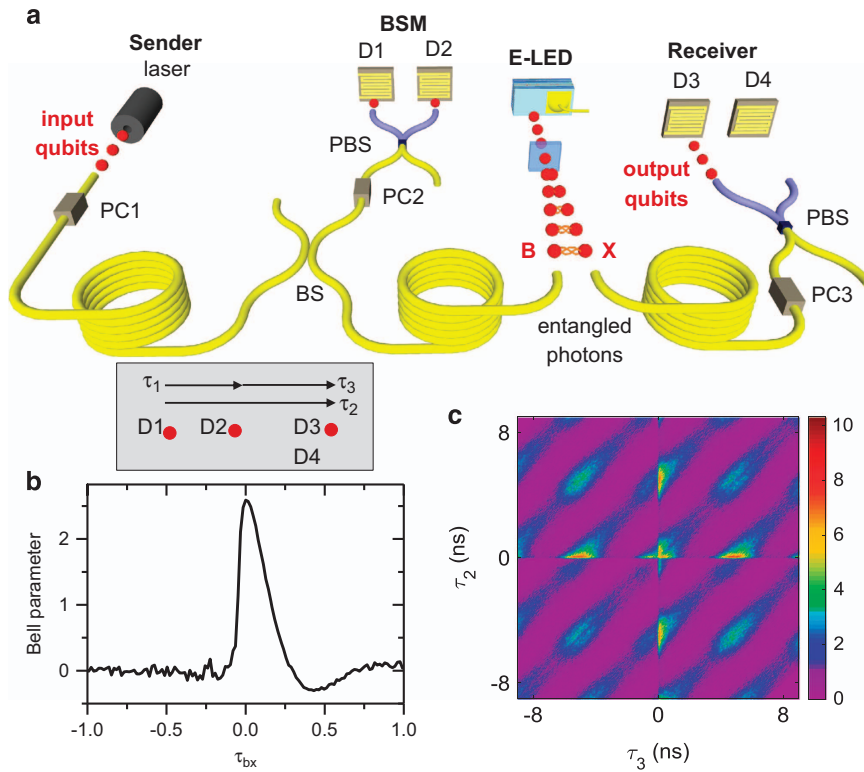 a
Sender
laser
input
qubits
PC1
BSM
D1 D2
PBS
PC2
BS
E-LED
B X
entangled
photons
Receiver
D3 D4
output
qubits
PBS
PC3
τ1 τ3
τ2
D1 D2 D3
D4
b
Bell parameter
2
1
0
-1.0 -0.5 0.0 0.5 1.0
τbx
c
τ2 (ns)
8
0
-8
-8 0 8
τ3 (ns)
10
8
6
4
2
0